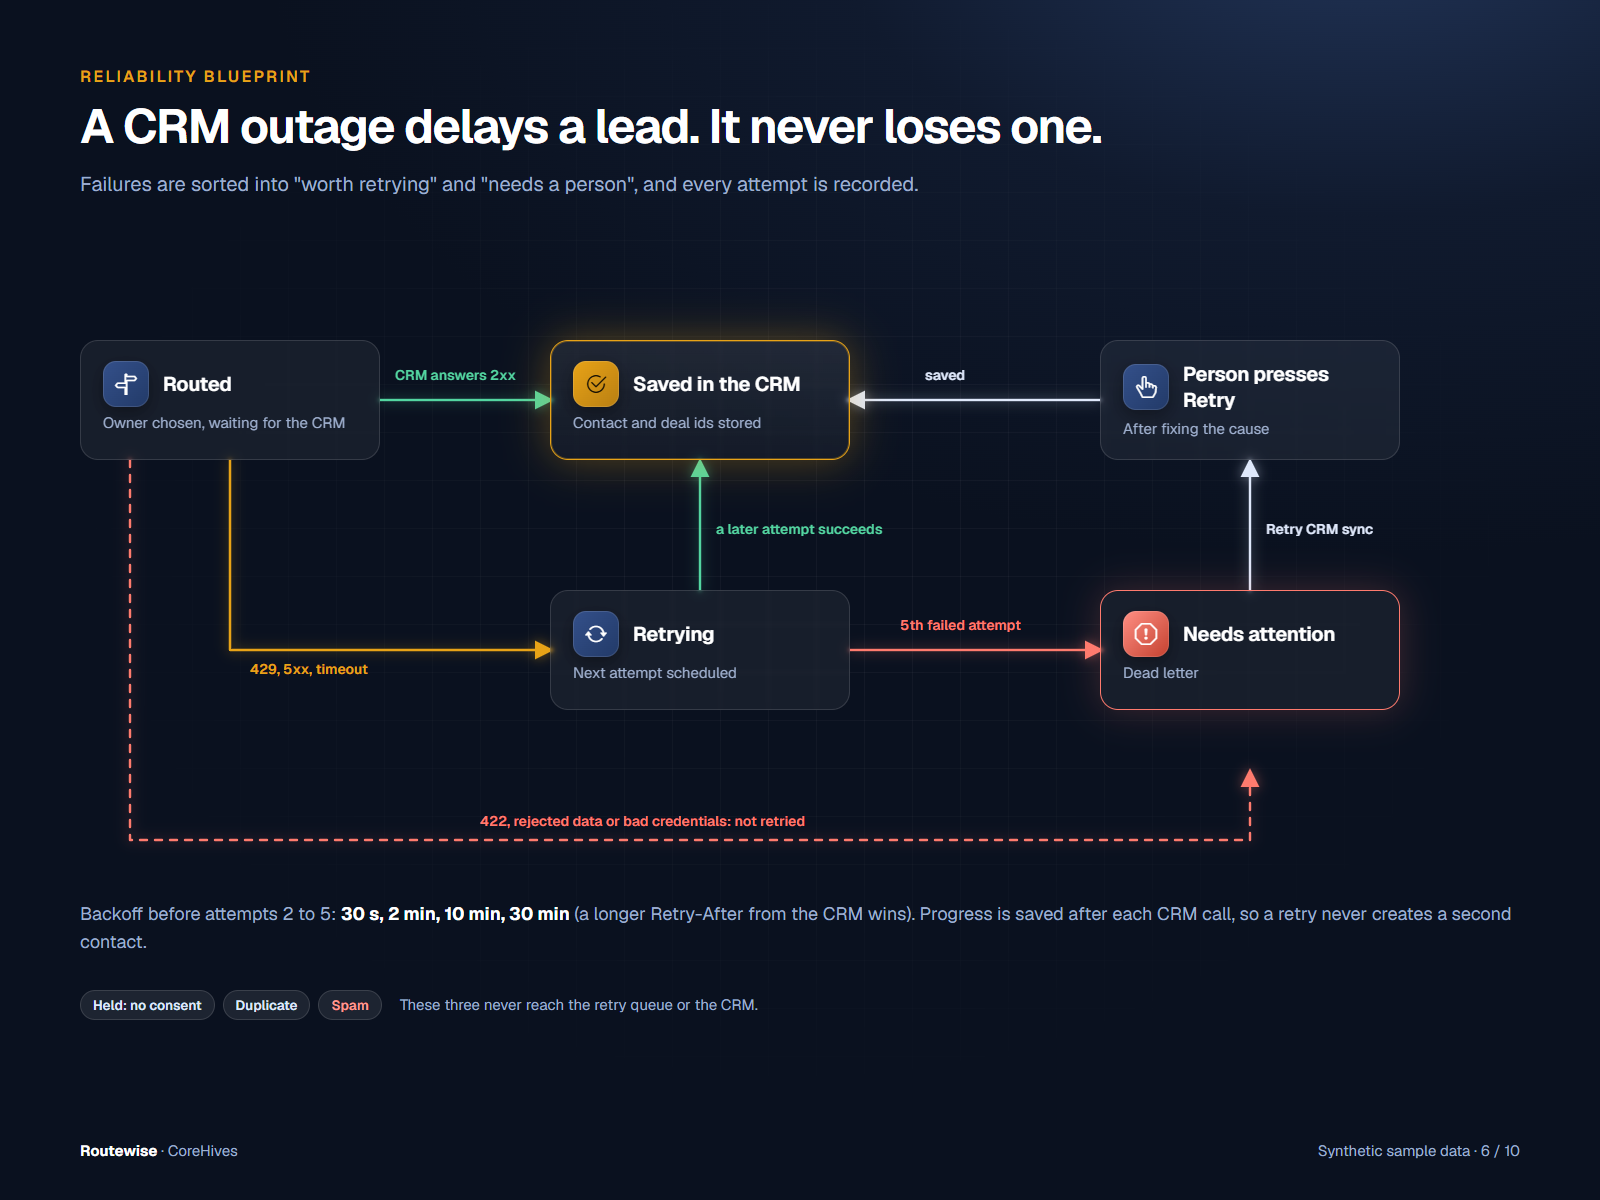 RELIABILITY BLUEPRINT
A CRM outage delays a lead. It never loses one.
Failures are sorted into "worth retrying" and "needs a person", and every attempt is recorded.
Routed
Owner chosen, waiting for the CRM
CRM answers 2xx
Saved in the CRM
Contact and deal ids stored
saved
Person presses
Retry
After fixing the cause
a later attempt succeeds
Retry CRM sync
429, 5xx, timeout
Retrying
Next attempt scheduled
5th failed attempt
Needs attention
Dead letter
422, rejected data or bad credentials: not retried
Backoff before attempts 2 to 5: 30 s, 2 min, 10 min, 30 min (a longer Retry-After from the CRM wins). Progress is saved after each CRM call, so a retry never creates a second
contact.
Held: no consent
Duplicate
Spam
These three never reach the retry queue or the CRM.
Routewise · CoreHives
Synthetic sample data · 6 / 10